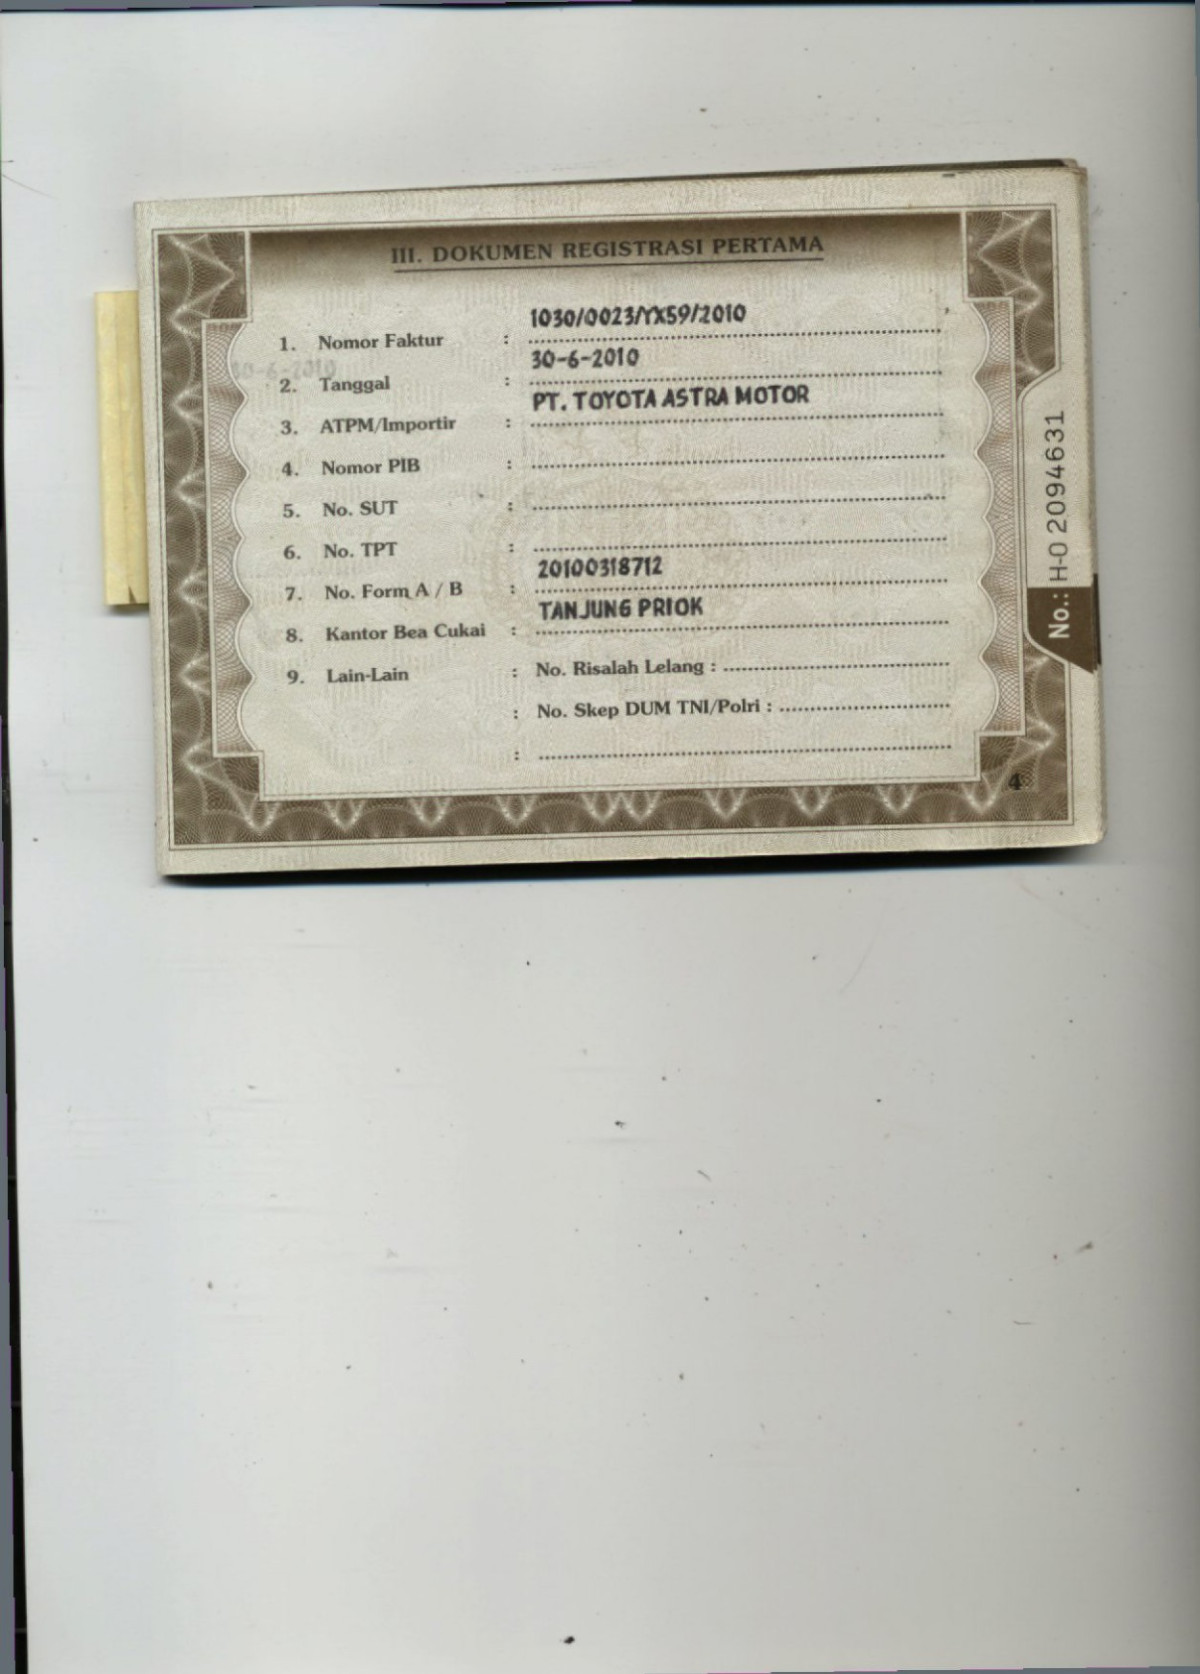 III. DOKUMEN REGISTRASI PERTAMA
1. Nomor Faktur : 1030/0023/YX59/2010
2. Tanggal : 30-6-2010
3. ATPM/Importir : PT. TOYOTA ASTRA MOTOR
4. Nomor PIB :
5. No. SUT :
6. No. TPT :
7. No. Form A / B : 20100318712
8. Kantor Bea Cukai : TANJUNG PRIOK
9. Lain-Lain : No. Risalah Lelang :
: No. Skep DUM TNI/Polri :
:
No.: H-0 2094631
4
30-6-2010